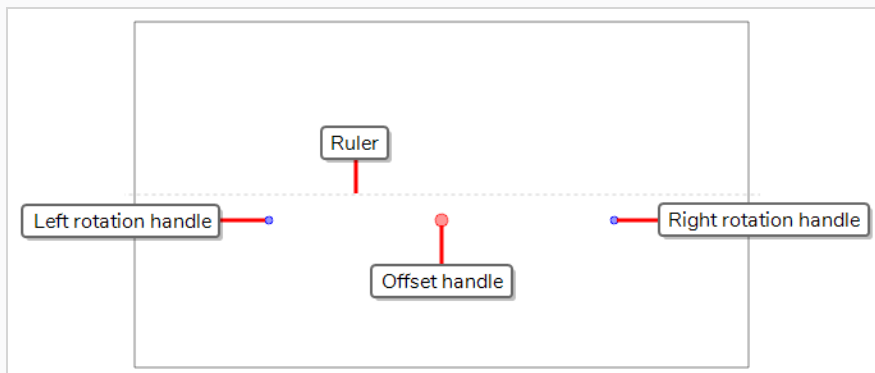 Ruler
Left rotation handle
Right rotation handle
Offset handle